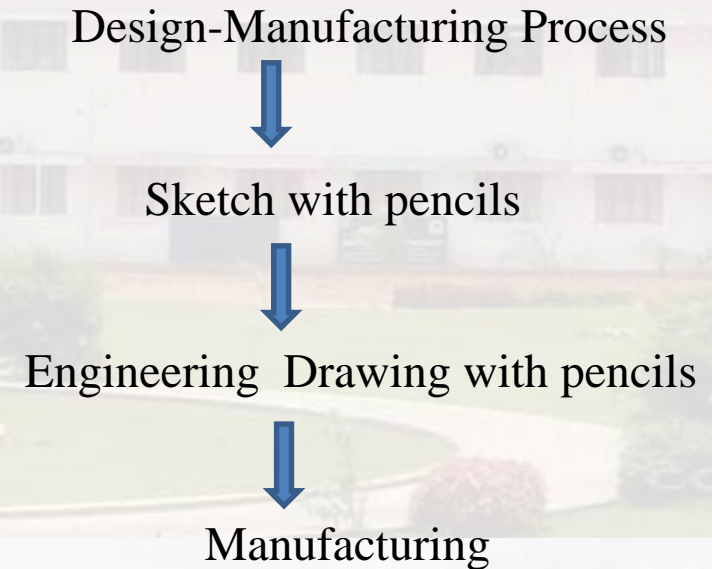 Design-Manufacturing Process
Sketch with pencils
Engineering Drawing with pencils
Manufacturing